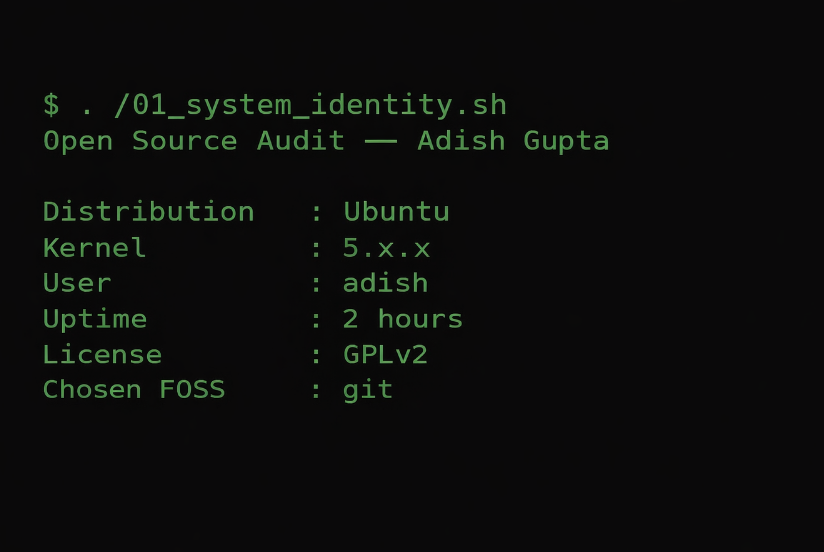 $ . /01_system_identity.sh
Open Source Audit —— Adish Gupta
Distribution : Ubuntu
Kernel : 5.x.x
User : adish
Uptime : 2 hours
License : GPLv2
Chosen FOSS : git